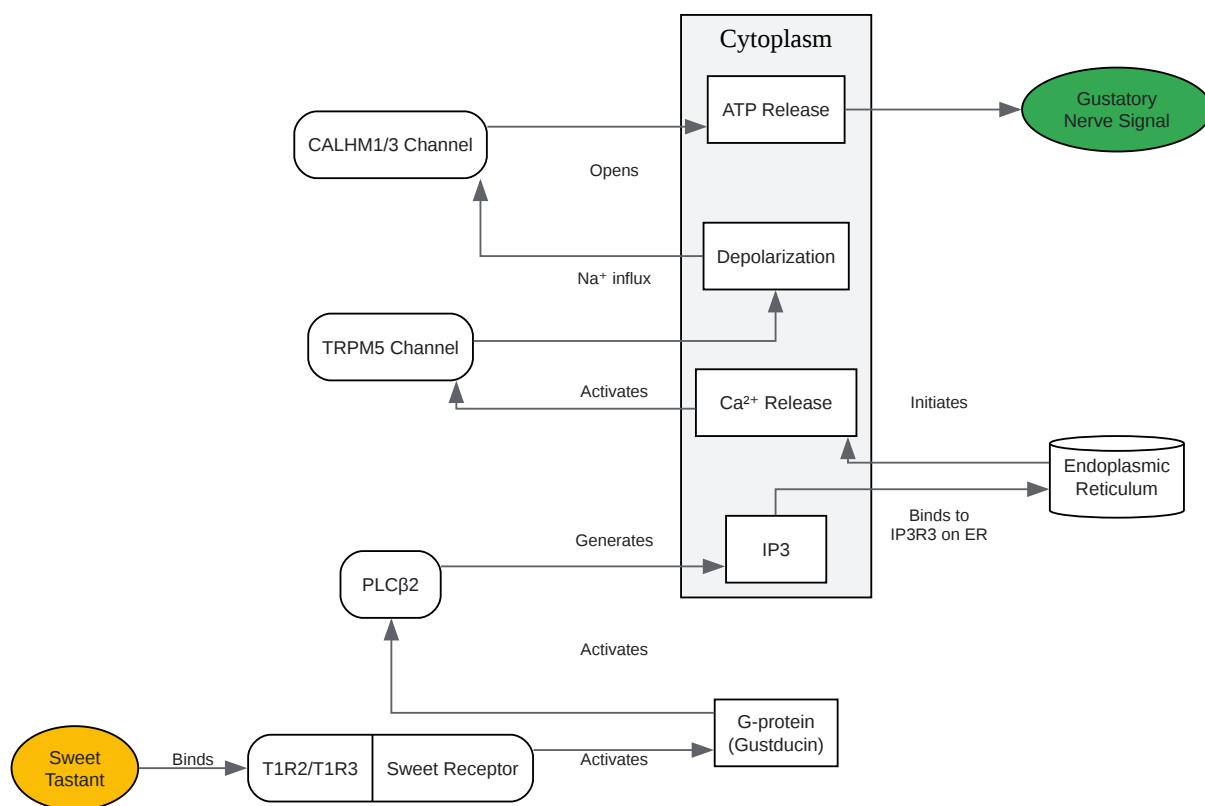 Cytoplasm
ATP Release
Gustatory
Nerve Signal
CALHM1/3 Channel
Opens
Depolarization
Na⁺ influx
TRPM5 Channel
Activates
Ca²⁺ Release
Initiates
Endoplasmic
Reticulum
Binds to
IP3R3 on ER
Generates
IP3
PLCβ2
Activates
G-protein
(Gustducin)
Sweet
Tastant
Binds
T1R2/T1R3
Sweet Receptor
Activates